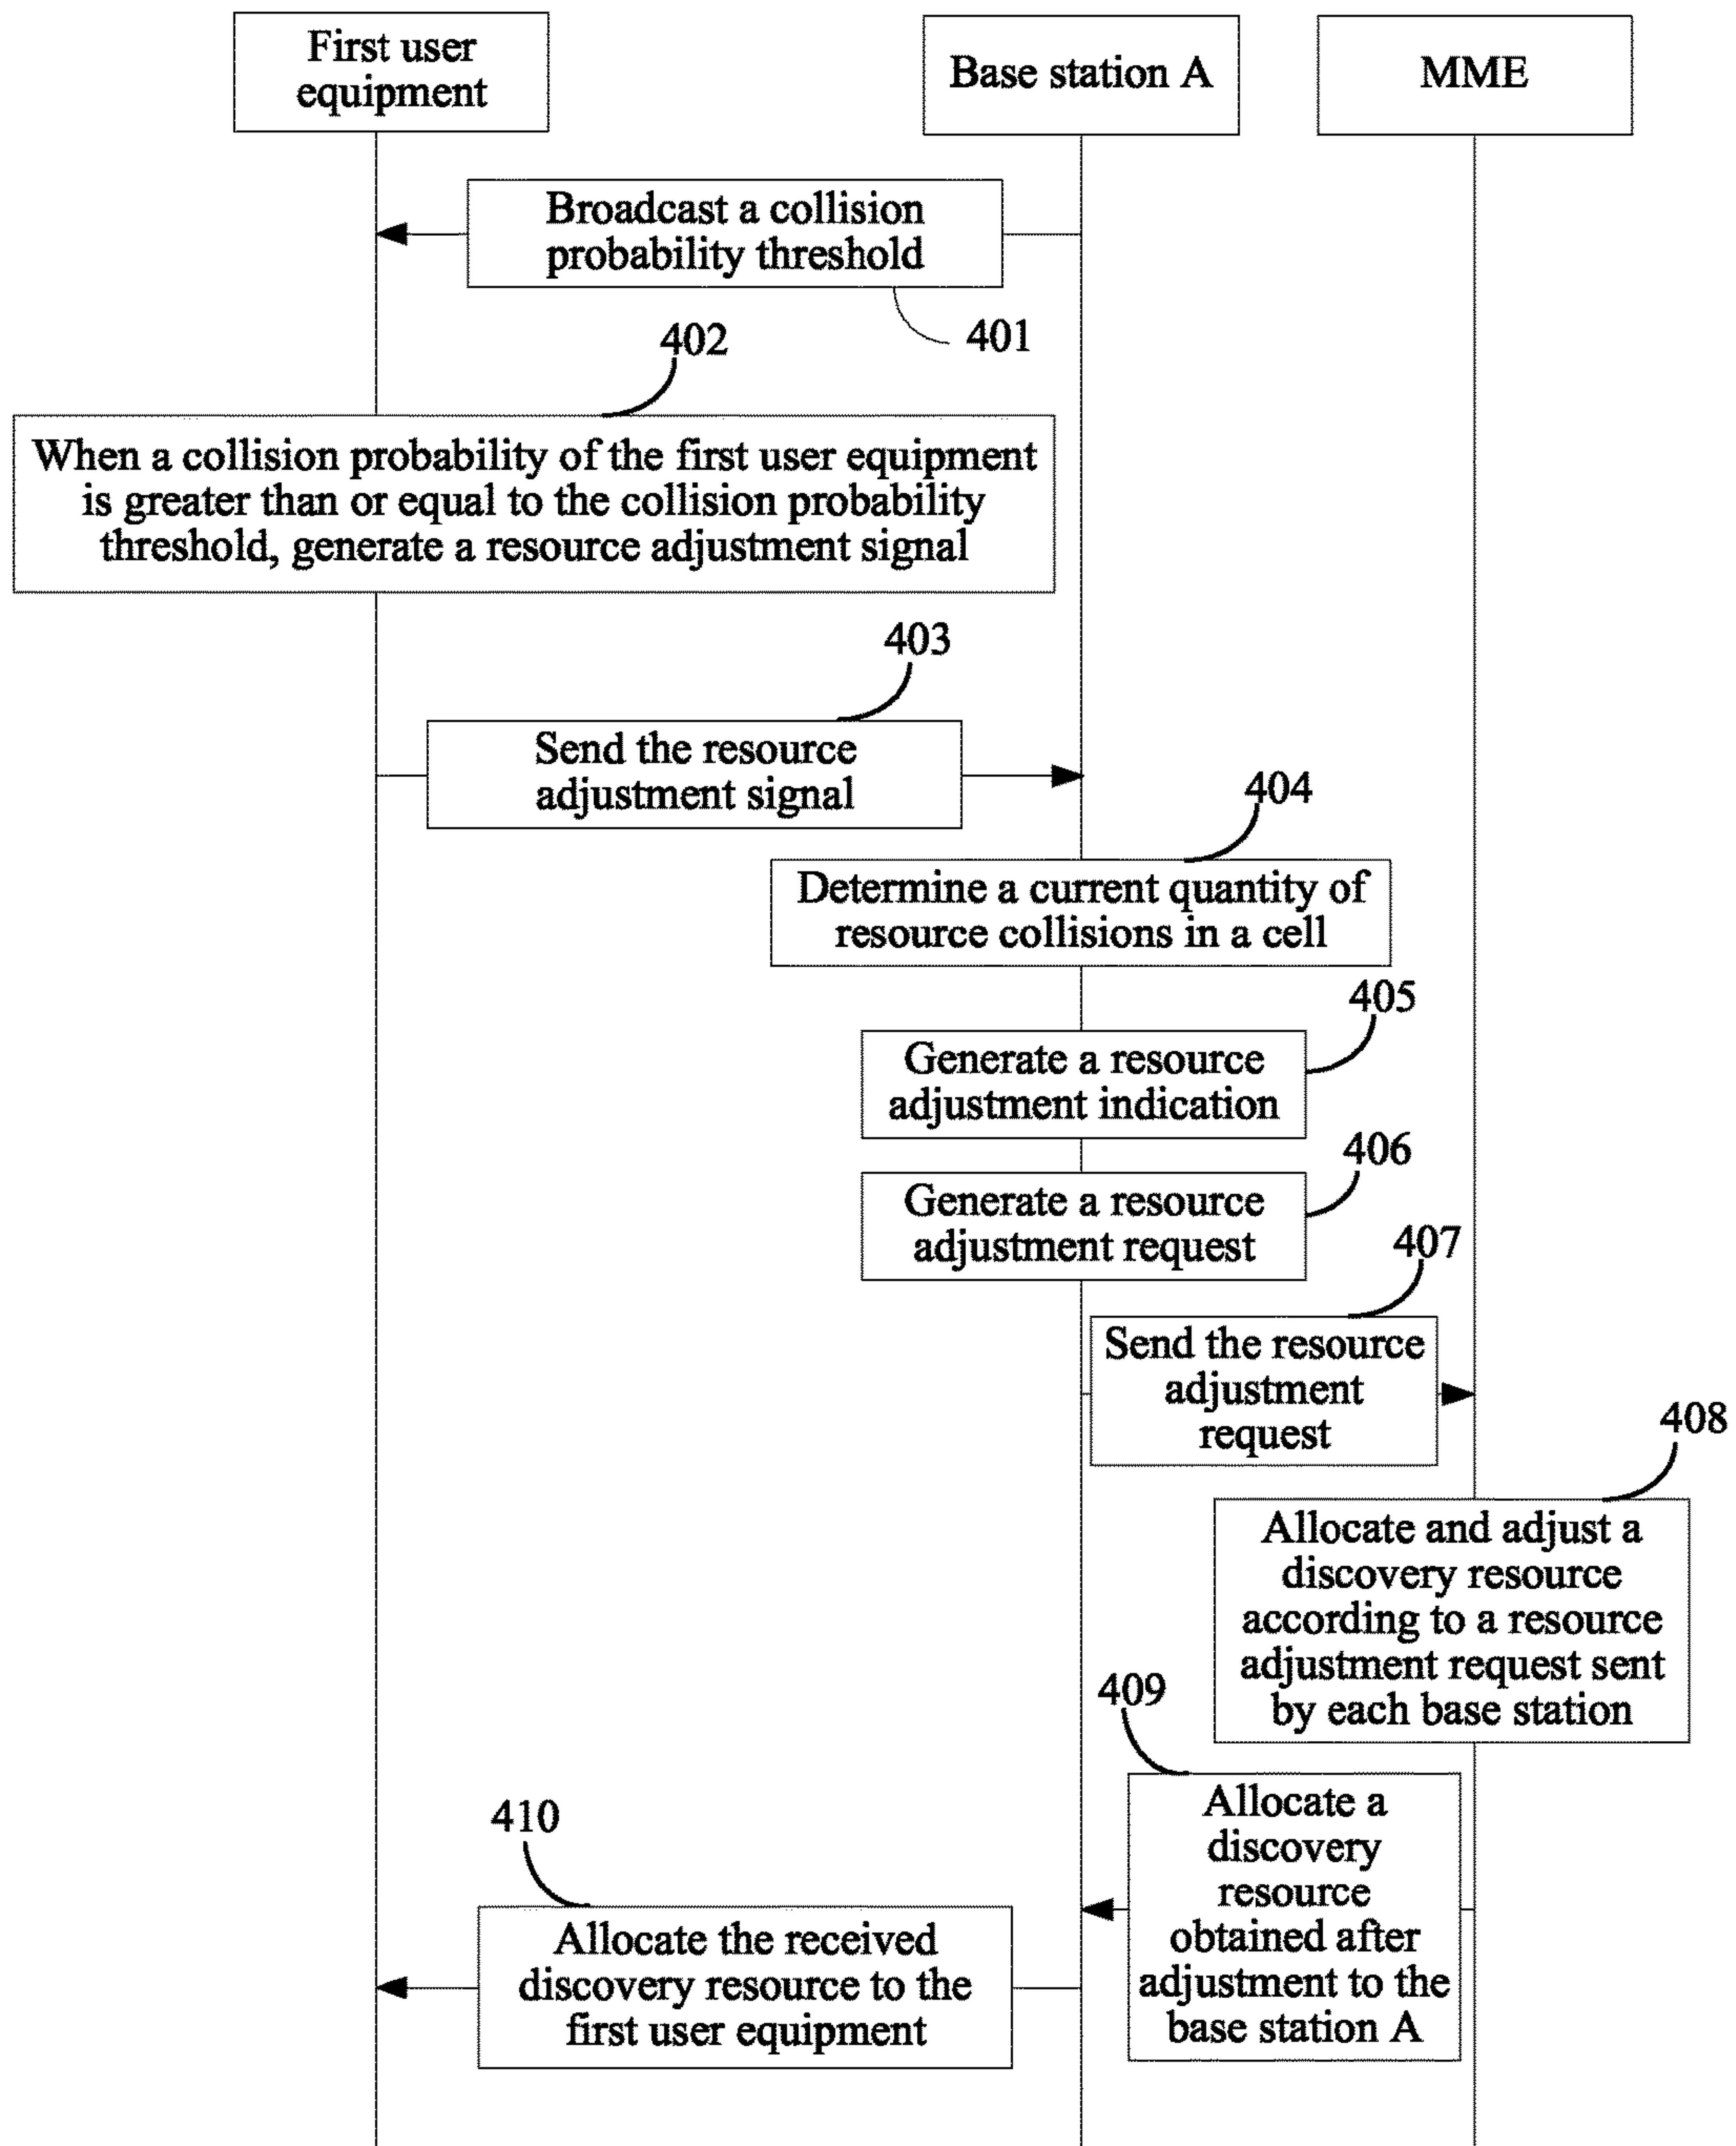 First user
equipment
Base station A
MME
Broadcast a collision
probability threshold
401
402
When a collision probability of the first user equipment
is greater than or equal to the collision probability
threshold, generate a resource adjustment signal
403
Send the resource
adjustment signal
404
Determine a current quantity of
resource collisions in a cell
405
Generate a resource
adjustment indication
406
Generate a resource
adjustment request
407
Send the resource
adjustment
request
408
Allocate and adjust a
discovery resource
according to a resource
adjustment request sent
by each base station
409
Allocate a
discovery
resource
obtained after
adjustment to the
base station A
410
Allocate the received
discovery resource to the
first user equipment